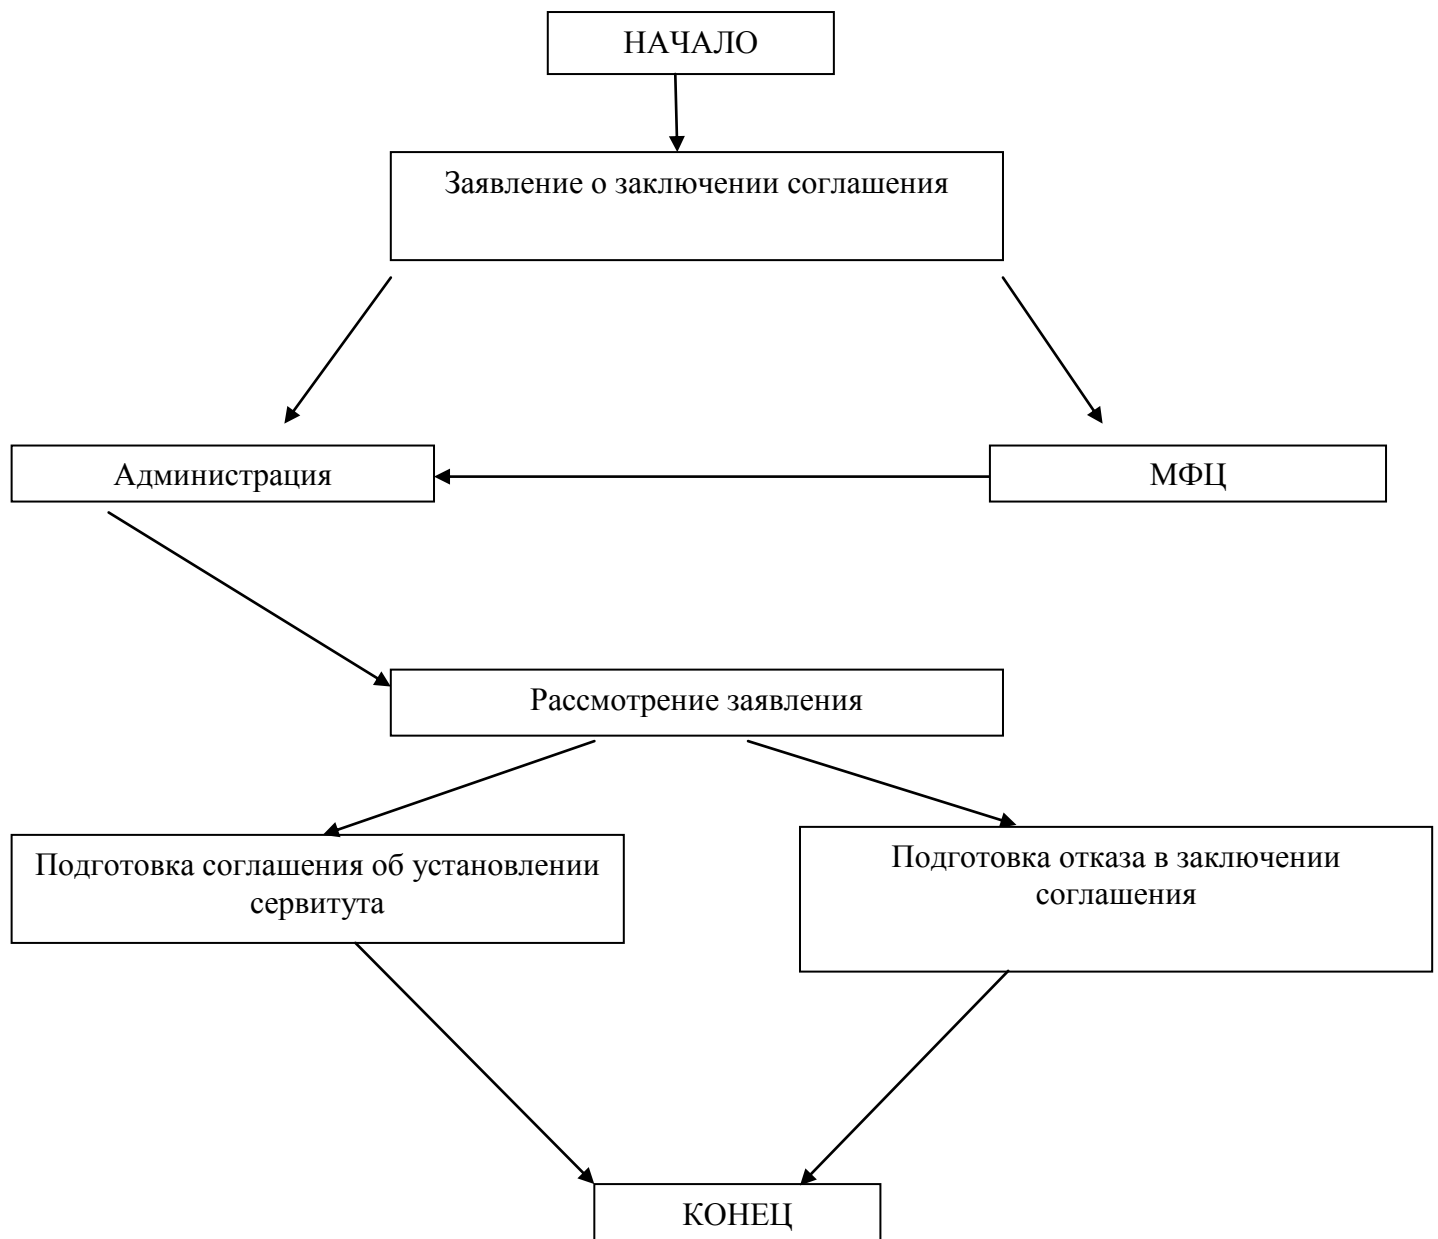 НАЧАЛО
Заявление о заключении соглашения
Администрация
МФЦ
Рассмотрение заявления
Подготовка соглашения об установлении
сервитута
Подготовка отказа в заключении
соглашения
КОНЕЦ